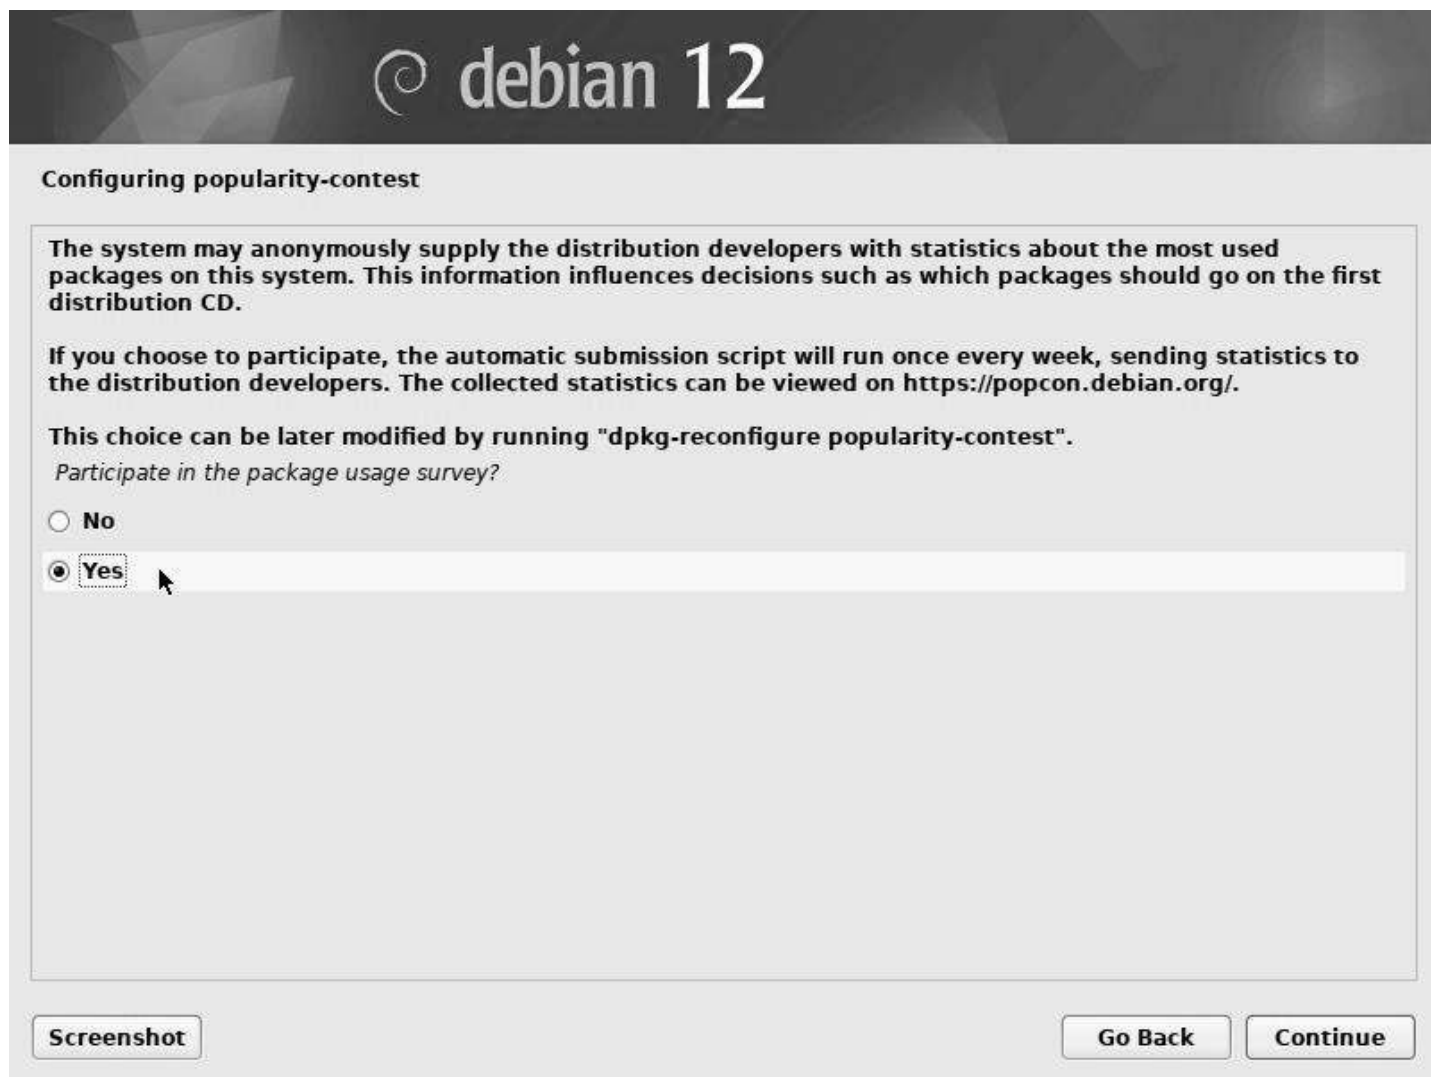 debian 12
Configuring popularity-contest
The system may anonymously supply the distribution developers with statistics about the most used
packages on this system. This information influences decisions such as which packages should go on the first
distribution CD.
If you choose to participate, the automatic submission script will run once every week, sending statistics to
the distribution developers. The collected statistics can be viewed on https://popcon.debian.org/.
This choice can be later modified by running "dpkg-reconfigure popularity-contest".
Participate in the package usage survey?
No
Yes
Screenshot
Go Back
Continue